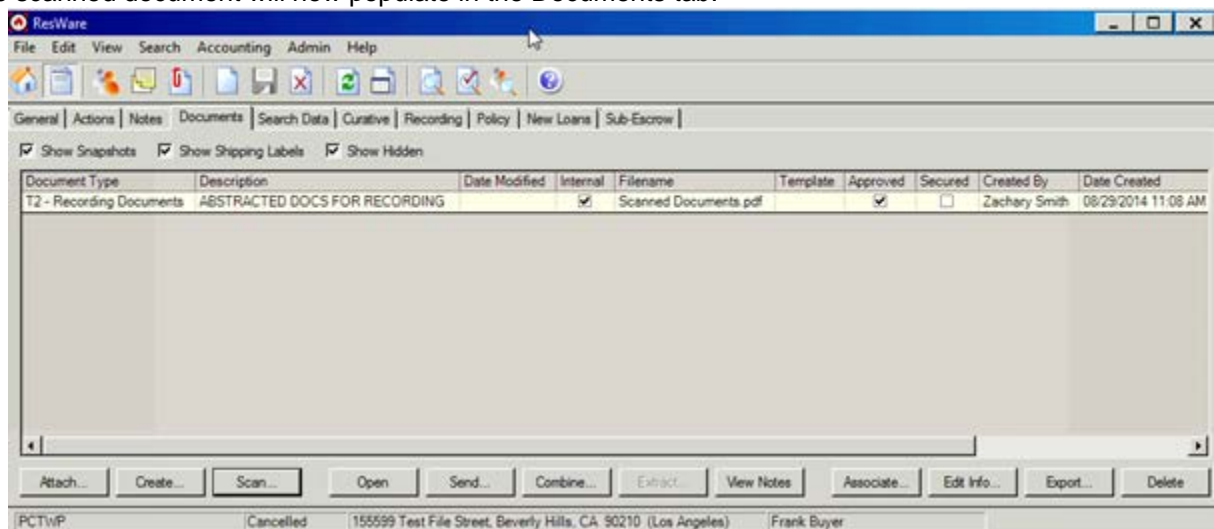 scanned document will now populate in the Documents tab.
ResWare
File Edit View Search Accounting Admin Help
General Actions Notes Documents Search Data Curative Recording Policy New Loans Sub-Escrow
Show Snapshots Show Shipping Labels Show Hidden
Document Type Description Date Modified Internal Filename Template Approved Secured Created By Date Created
T2 - Recording Documents ABSTRACTED DOCS FOR RECORDING Scanned Documents.pdf Zachary Smith 08/29/2014 11:08 AM
Attach... Create... Scan... Open Send... Combine... Extract... View Notes Associate... Edit Info... Export... Delete
PCTWP Cancelled 155599 Test File Street, Beverly Hills, CA 90210 (Los Angeles) Frank Buyer